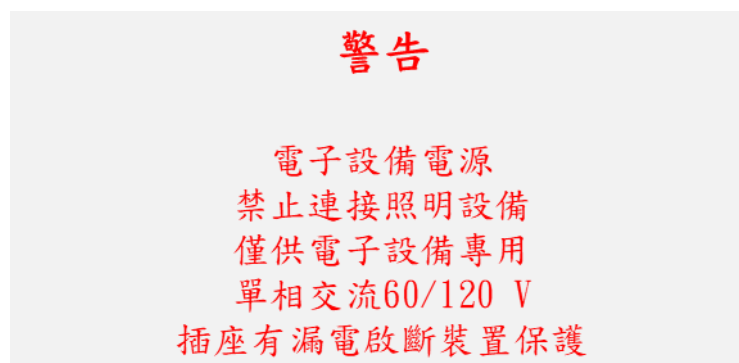 警告
電子設備電源
禁止連接照明設備
僅供電子設備專用
單相交流60/120 V
插座有漏電啟斷裝置保護